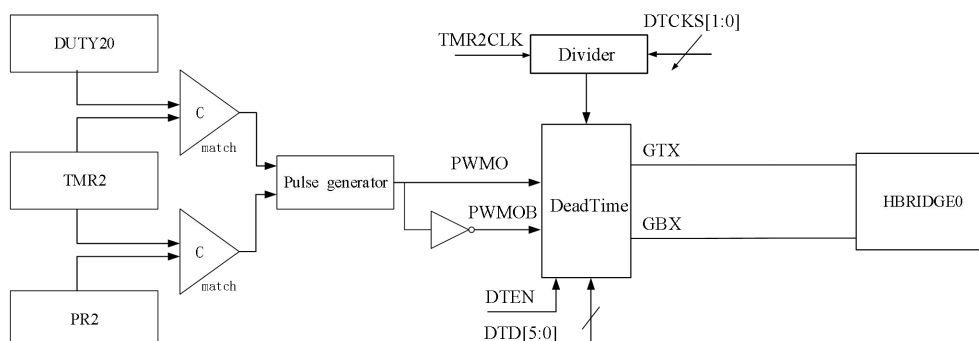 DUTY20
TMR2CLK
Divider
DTCKS[1:0]
C
match
TMR2
Pulse generator
PWMO
PWMOB
DeadTime
GTX
GBX
HBRIDGE0
C
match
PR2
DTEN
DTD[5:0]